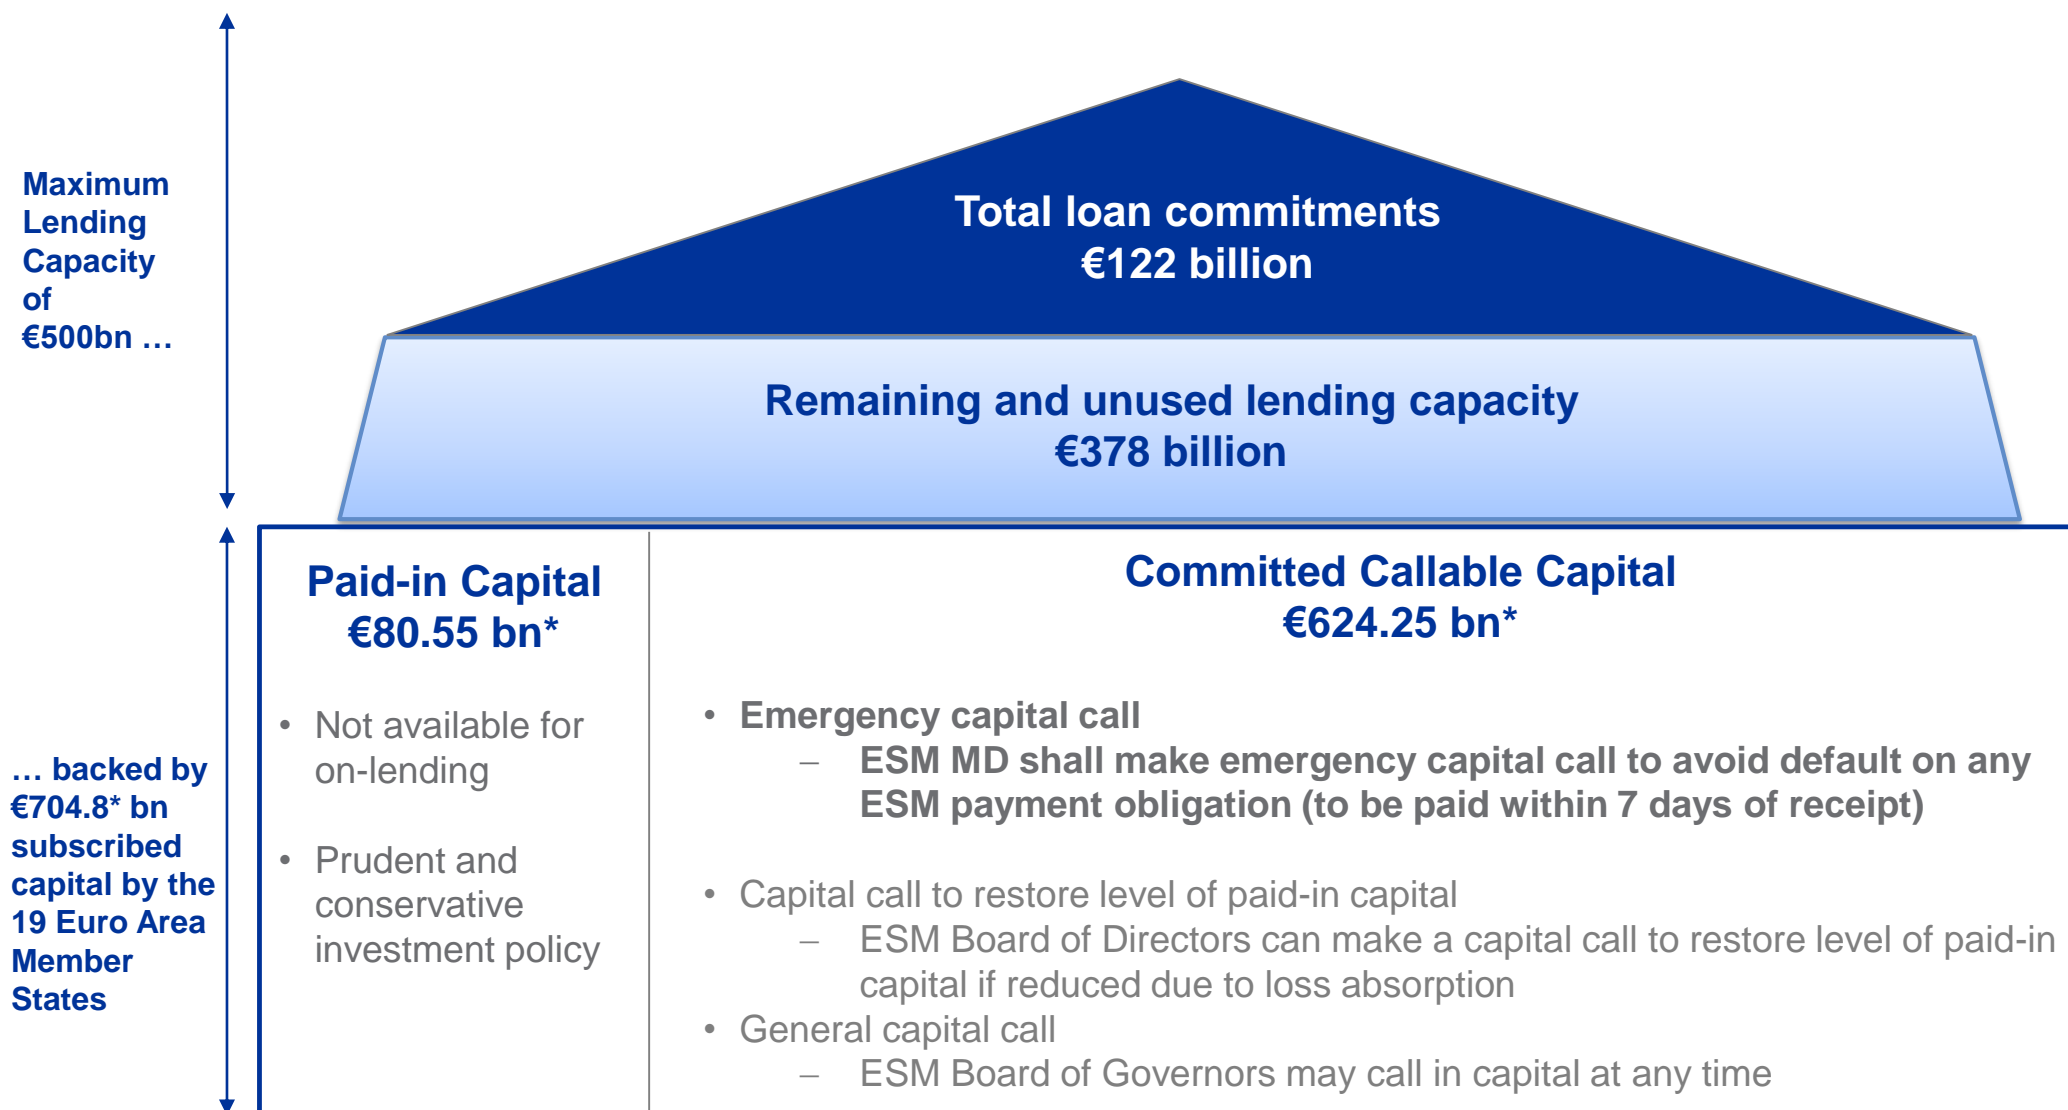 Maximum
Lending
Capacity
of
€500bn …
Total loan commitments
€122 billion
Remaining and unused lending capacity
€378 billion
… backed by
€704.8* bn
subscribed
capital by the
19 Euro Area
Member
States
Paid-in Capital
€80.55 bn*
• Not available for
on-lending
• Prudent and
conservative
investment policy
Committed Callable Capital
€624.25 bn*
• Emergency capital call
– ESM MD shall make emergency capital call to avoid default on any
ESM payment obligation (to be paid within 7 days of receipt)
• Capital call to restore level of paid-in capital
– ESM Board of Directors can make a capital call to restore level of paid-in
capital if reduced due to loss absorption
• General capital call
– ESM Board of Governors may call in capital at any time